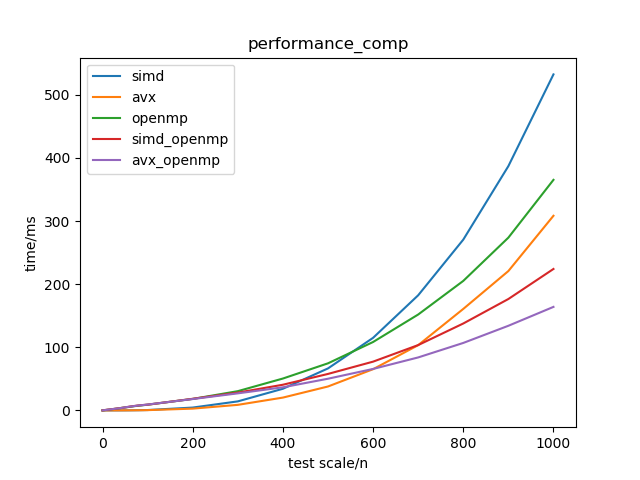 performance_comp
simd
avx
openmp
simd_openmp
avx_openmp
time/ms
500
400
300
200
100
0
0 200 400 600 800 1000
test scale/n